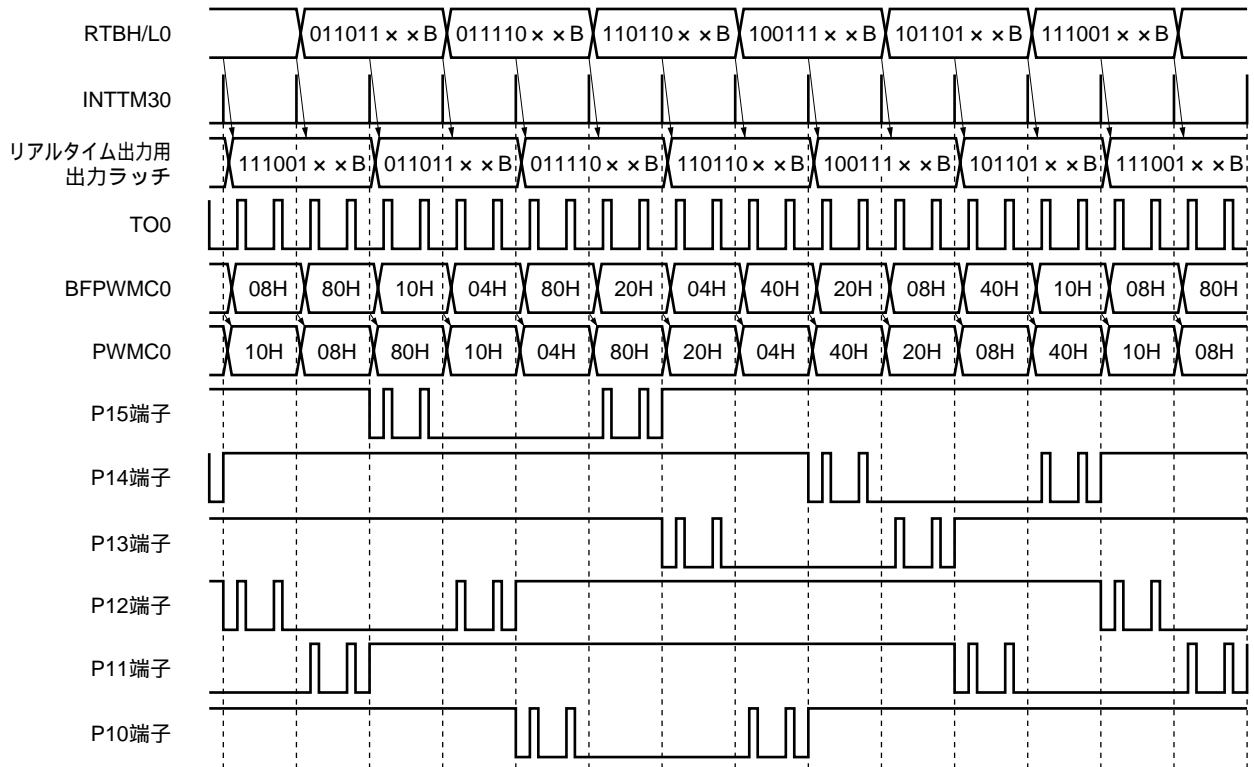 RTBH/L0 011011××B 011110××B 110110××B 100111××B 101101××B 111001××B
INTTM30
リアルタイム出力用
出力ラッチ 111001××B 011011××B 011110××B 110110××B 100111××B 101101××B 111001××B
TO0
BFPWMC0 08H 80H 10H 04H 80H 20H 04H 40H 20H 08H 40H 10H 08H 80H
PWMC0 10H 08H 80H 10H 04H 80H 20H 04H 40H 20H 08H 40H 10H 08H
P15端子
P14端子
P13端子
P12端子
P11端子
P10端子